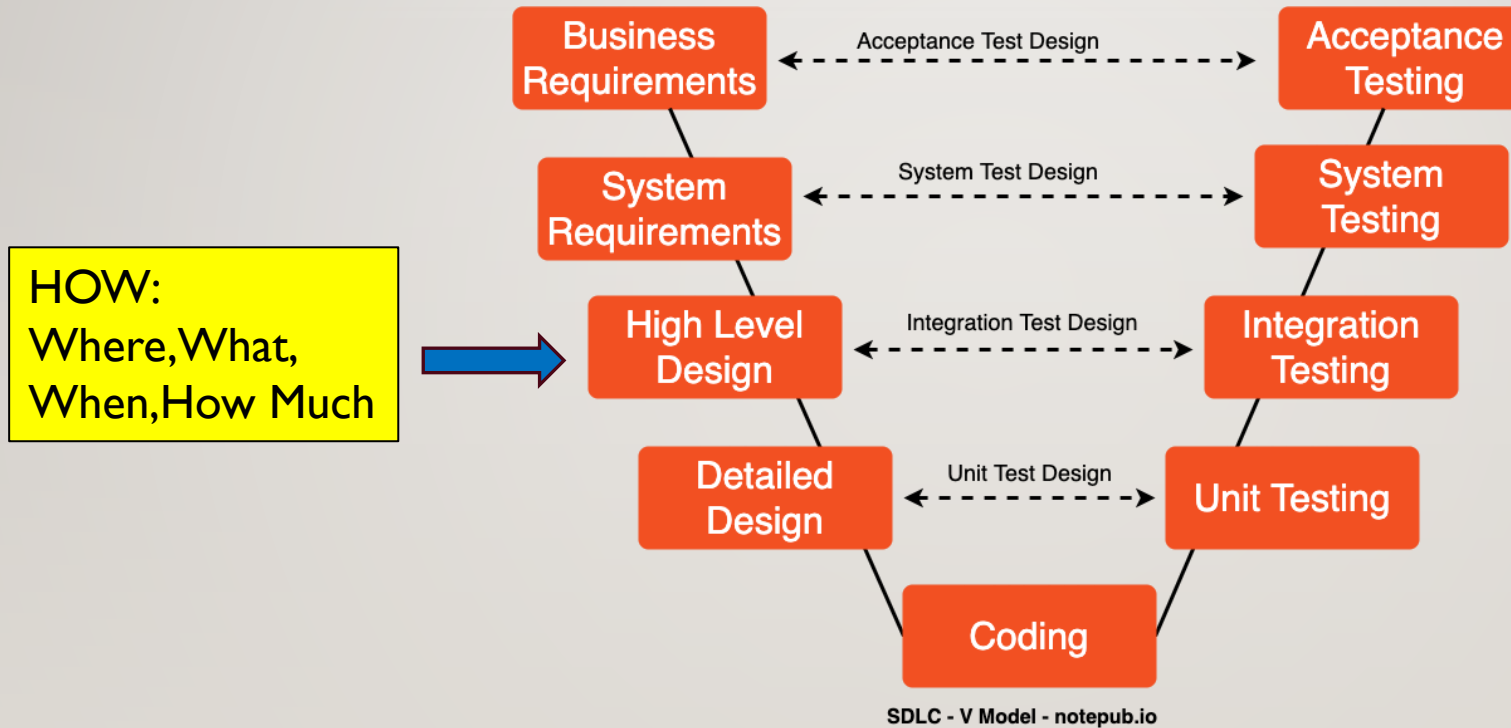 Business
Requirements
Acceptance Test Design
Acceptance
Testing
System
Requirements
System Test Design
System
Testing
HOW:
Where,What,
When,How Much
High Level
Design
Integration Test Design
Integration
Testing
Detailed
Design
Unit Test Design
Unit Testing
Coding
SDLC - V Model - notepub.io